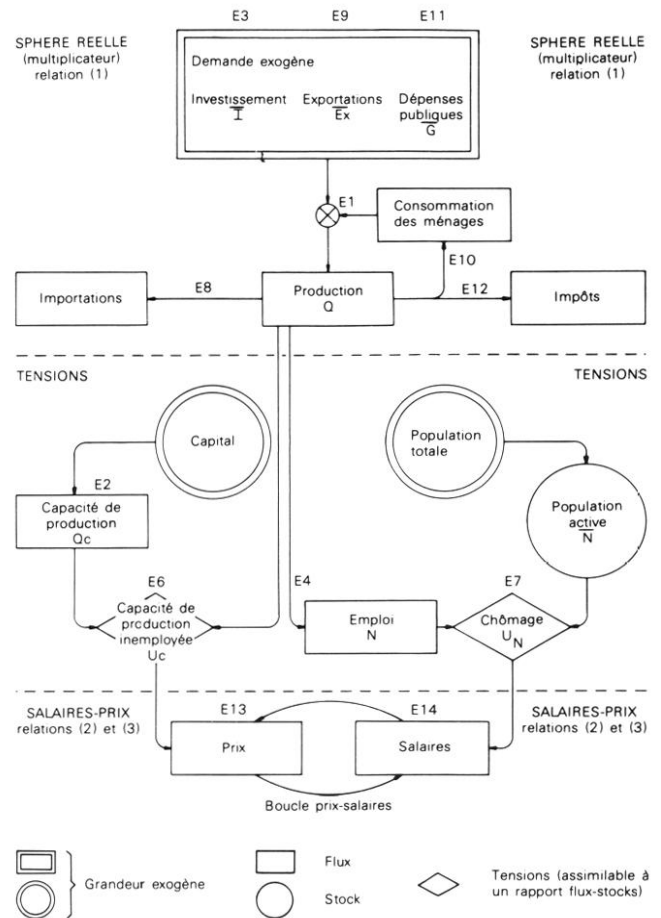 E3 E9 E11
SPHERE REELLE
(multiplicateur)
relation (1)
SPHERE REELLE
(multiplicateur)
relation (1)
Demande exogène
Investissement Exportations Dépenses
publiques
I Ex G
E1
Consommation
des ménages
E10
Importations
E8
Production
Q
E12
Impôts
TENSIONS TENSIONS
Capital
Population
totale
E2
Capacité de
production
Qc
Population
active
N
E6
Capacité de
production
inemployée
Uc
E4
Emploi
N
E7
Chômage
UN
SALAIRES-PRIX
relations (2) et (3)
E13 E14
SALAIRES-PRIX
relations (2) et (3)
Prix
Salaires
Boucle prix-salaires
Grandeur exogène
Flux
Stock
Tensions (assimilable à
un rapport flux-stocks)